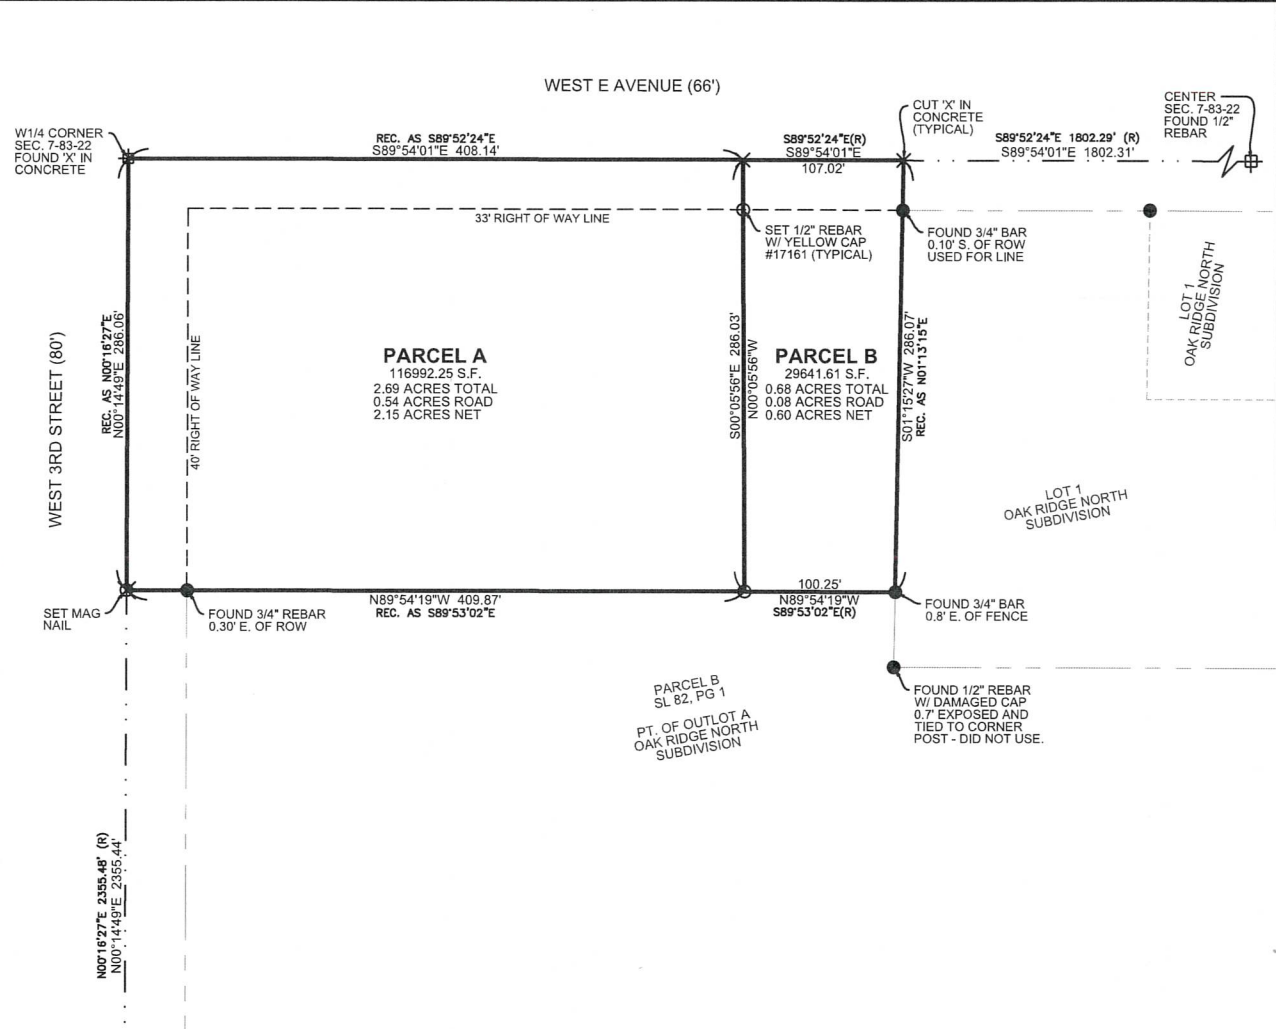 WEST E AVENUE (66')
W1/4 CORNER
SEC. 7-83-22
FOUND 'X' IN
CONCRETE
REC. AS S89°52'24"E
S89°54'01"E 408.14'
S89°52'24"E(R)
S89°54'01"E
107.02'
CUT 'X' IN
CONCRETE
(TYPICAL)
S89°52'24"E 1802.29' (R)
S89°54'01"E 1802.31'
CENTER
SEC. 7-83-22
FOUND 1/2"
REBAR
33' RIGHT OF WAY LINE
SET 1/2" REBAR
W/ YELLOW CAP
#17161 (TYPICAL)
FOUND 3/4" BAR
0.10' S. OF ROW
USED FOR LINE
LOT 1
OAK RIDGE NORTH
SUBDIVISION
WEST 3RD STREET (80')
REC. AS N00°16'27"E
N00°14'49"E 286.06'
40' RIGHT OF WAY LINE
PARCEL A
116992.25 S.F.
2.69 ACRES TOTAL
0.54 ACRES ROAD
2.15 ACRES NET
S00°05'56"E 286.03'
N00°05'56"W
PARCEL B
29641.61 S.F.
0.68 ACRES TOTAL
0.08 ACRES ROAD
0.60 ACRES NET
S01°15'27"W 286.07'
REC. AS N01°13'15"E
LOT 1
OAK RIDGE NORTH
SUBDIVISION
SET MAG
NAIL
FOUND 3/4" REBAR
0.30' E. OF ROW
N89°54'19"W 409.87'
REC. AS S89°53'02"E
100.25'
N89°54'19"W
S89°53'02"E(R)
FOUND 3/4" BAR
0.8' E. OF FENCE
PARCEL B
SL 82, PG 1
PT. OF OUTLOT A
OAK RIDGE NORTH
SUBDIVISION
FOUND 1/2" REBAR
W/ DAMAGED CAP
0.7' EXPOSED AND
TIED TO CORNER
POST - DID NOT USE.
N00°16'27"E 2355.48' (R)
N00°14'49"E 2355.44'